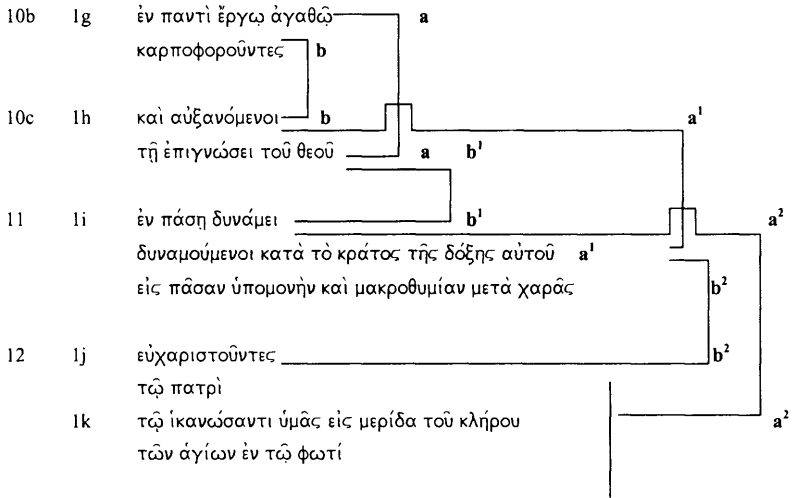 10b 1g ἐν παντὶ ἔργῳ ἀγαθῷ a
καρποφοροῦντες b
10c 1h καὶ αὐξανόμενοι b a¹
τῇ ἐπιγνώσει τοῦ θεοῦ a b¹
11 1i ἐν πάσῃ δυνάμει b¹ a²
δυναμούμενοι κατὰ τὸ κράτος τῆς δόξης αὐτοῦ a¹
εἰς πᾶσαν ὑπομονὴν καὶ μακροθυμίαν μετὰ χαρᾶς b²
12 1j εὐχαριστοῦντες b²
τῷ πατρὶ
1k τῷ ἱκανώσαντι ὑμᾶς εἰς μερίδα τοῦ κλήρου a²
τῶν ἁγίων ἐν τῷ φωτί